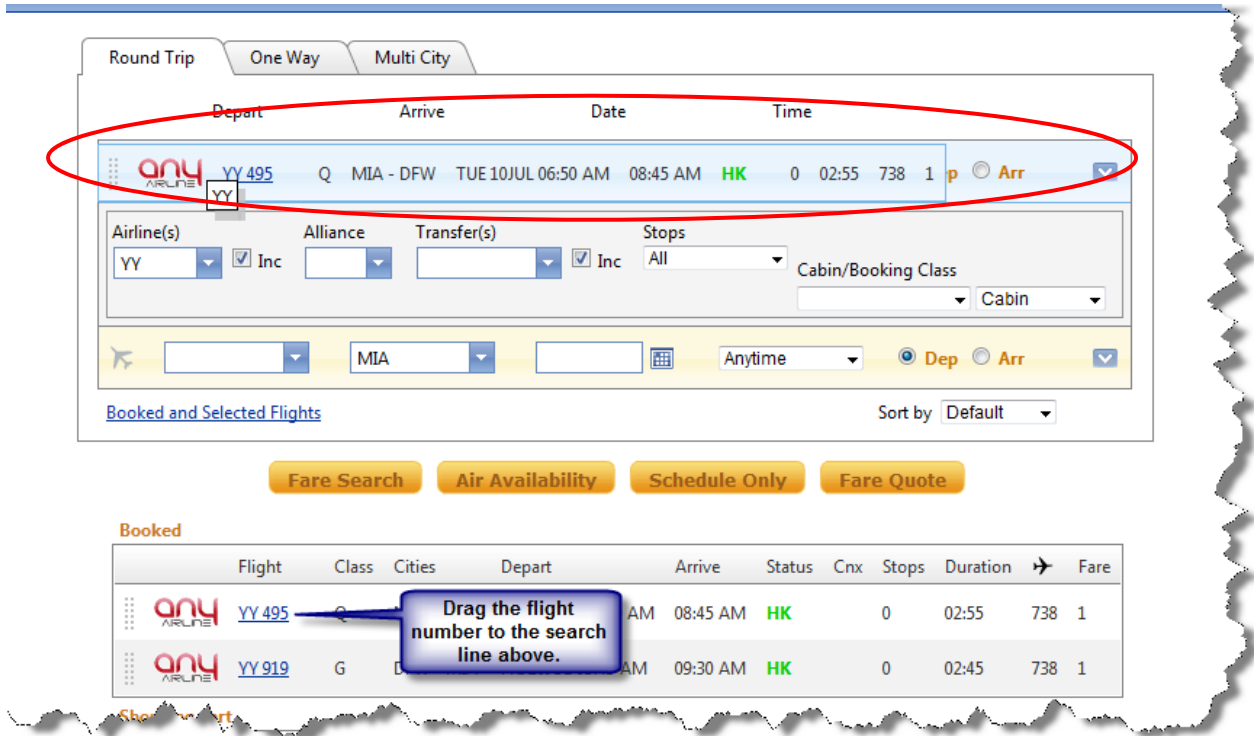 Round Trip One Way Multi City
Depart Arrive Date Time
any AIRLINE YY 495 Q MIA - DFW TUE 10JUL 06:50 AM 08:45 AM HK 0 02:55 738 1 Arr
YY
Airline(s) Alliance Transfer(s) Stops
YY Inc Inc All
Cabin/Booking Class
Cabin
MIA Anytime Dep Arr
Booked and Selected Flights Sort by Default
Fare Search Air Availability Schedule Only Fare Quote
Booked
Flight Class Cities Depart Arrive Status Cnx Stops Duration Fare
any AIRLINE YY 495 Q AM 08:45 AM HK 0 02:55 738 1
Drag the flight
number to the search
line above.
any AIRLINE YY 919 G AM 09:30 AM HK 0 02:45 738 1